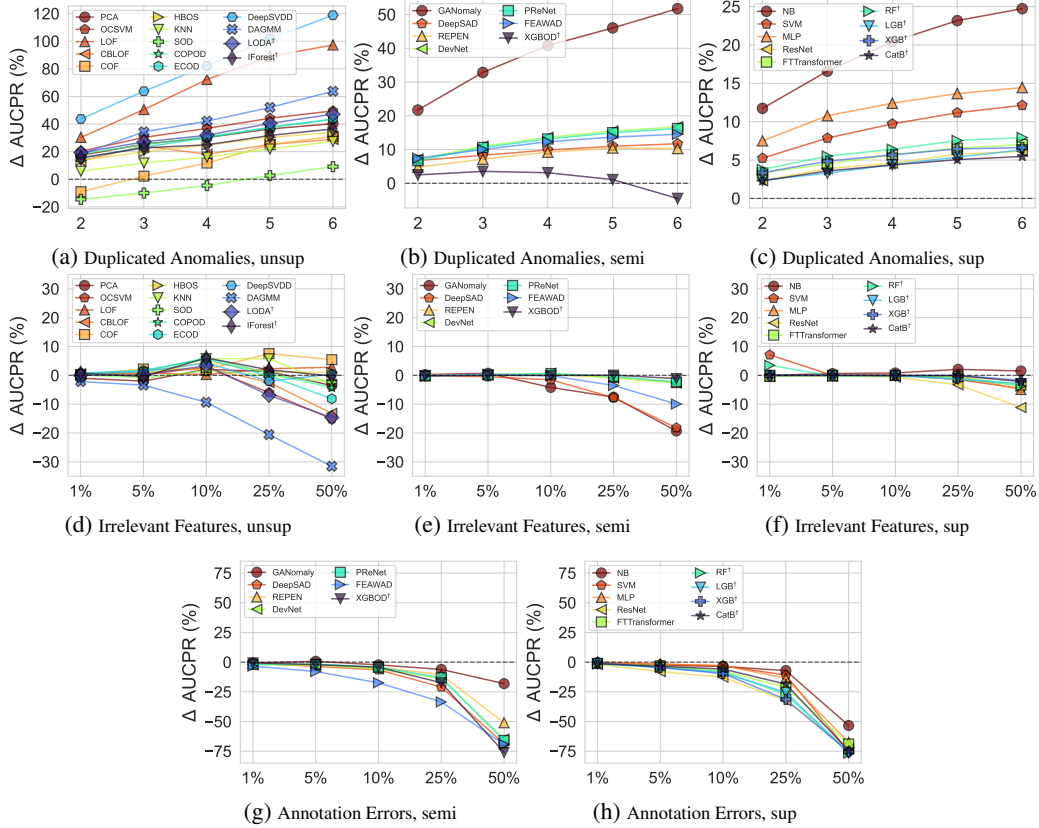 Δ AUCPR (%)
120
100
80
60
40
20
0
−20
PCA
OCSVM
LOF
CBLOF
COF
HBOS
KNN
SOD
COPOD
ECOD
DeepSVDD
DAGMM
LODA†
IForest†
2 3 4 5 6
(a) Duplicated Anomalies, unsup
Δ AUCPR (%)
50
40
30
20
10
0
GANomaly
DeepSAD
REPEN
DevNet
PReNet
FEAWAD
XGBOD†
2 3 4 5 6
(b) Duplicated Anomalies, semi
Δ AUCPR (%)
25
20
15
10
5
0
NB
SVM
MLP
ResNet
FTTransformer
RF†
LGB†
XGB†
CatB†
2 3 4 5 6
(c) Duplicated Anomalies, sup
Δ AUCPR (%)
30
20
10
0
−10
−20
−30
PCA
OCSVM
LOF
CBLOF
COF
HBOS
KNN
SOD
COPOD
ECOD
DeepSVDD
DAGMM
LODA†
IForest†
1% 5% 10% 25% 50%
(d) Irrelevant Features, unsup
Δ AUCPR (%)
30
20
10
0
−10
−20
−30
GANomaly
DeepSAD
REPEN
DevNet
PReNet
FEAWAD
XGBOD†
1% 5% 10% 25% 50%
(e) Irrelevant Features, semi
Δ AUCPR (%)
30
20
10
0
−10
−20
−30
NB
SVM
MLP
ResNet
FTTransformer
RF†
LGB†
XGB†
CatB†
1% 5% 10% 25% 50%
(f) Irrelevant Features, sup
Δ AUCPR (%)
75
50
25
0
−25
−50
−75
GANomaly
DeepSAD
REPEN
DevNet
PReNet
FEAWAD
XGBOD†
1% 5% 10% 25% 50%
(g) Annotation Errors, semi
Δ AUCPR (%)
75
50
25
0
−25
−50
−75
NB
SVM
MLP
ResNet
FTTransformer
RF†
LGB†
XGB†
CatB†
1% 5% 10% 25% 50%
(h) Annotation Errors, sup